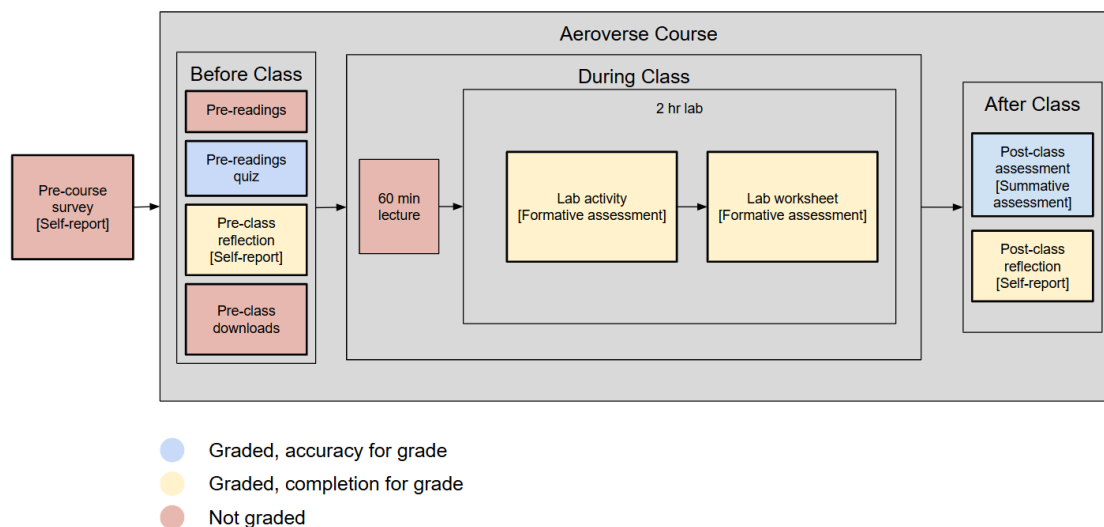 Aeroverse Course
Before Class
Pre-readings
Pre-readings
quiz
Pre-class
reflection
[Self-report]
Pre-class
downloads
Pre-course
survey
[Self-report]
During Class
2 hr lab
60 min
lecture
Lab activity
[Formative assessment]
Lab worksheet
[Formative assessment]
After Class
Post-class
assessment
[Summative
assessment]
Post-class
reflection
[Self-report]
Graded, accuracy for grade
Graded, completion for grade
Not graded